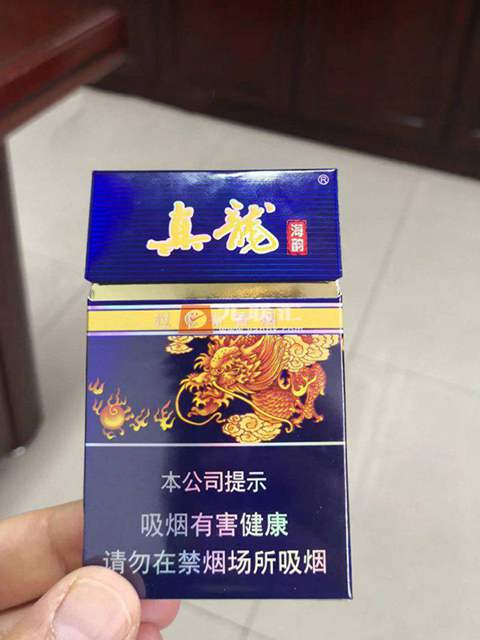 真龙
®
海韵
本公司提示
吸烟有害健康
请勿在禁烟场所吸烟